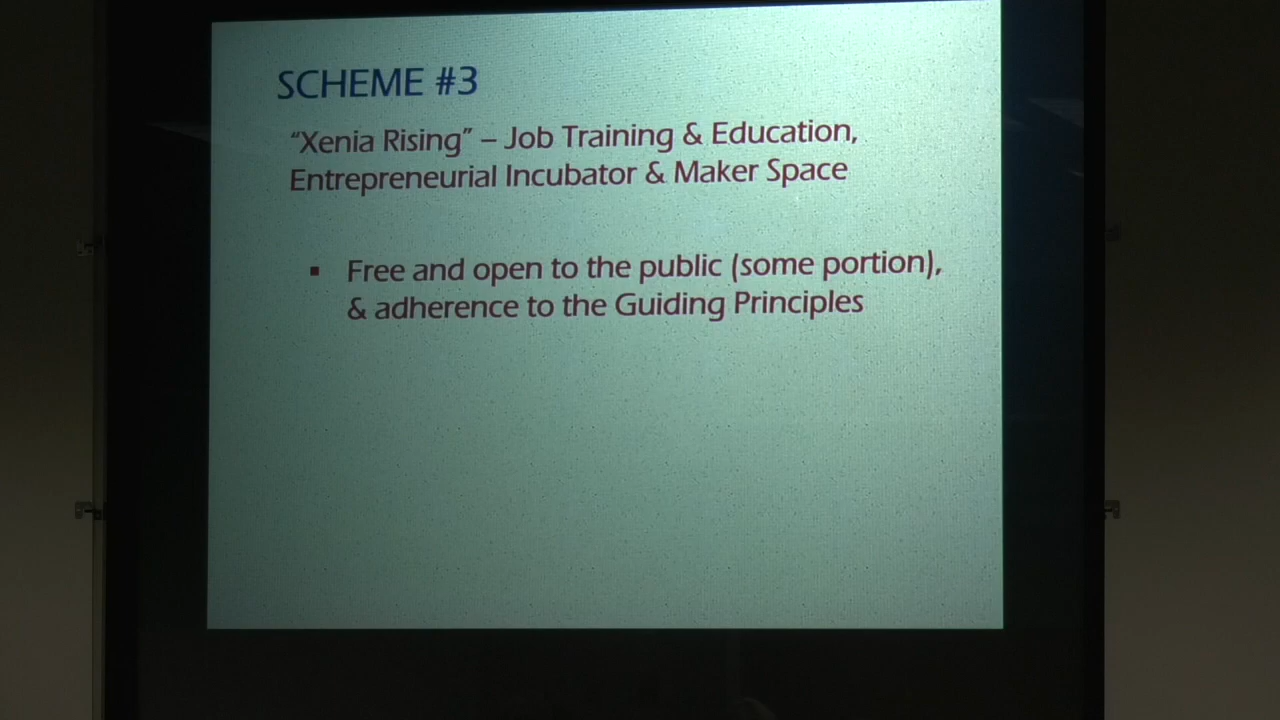 SCHEME #3
“Xenia Rising” – Job Training & Education,
Entrepreneurial Incubator & Maker Space
▪ Free and open to the public (some portion),
& adherence to the Guiding Principles